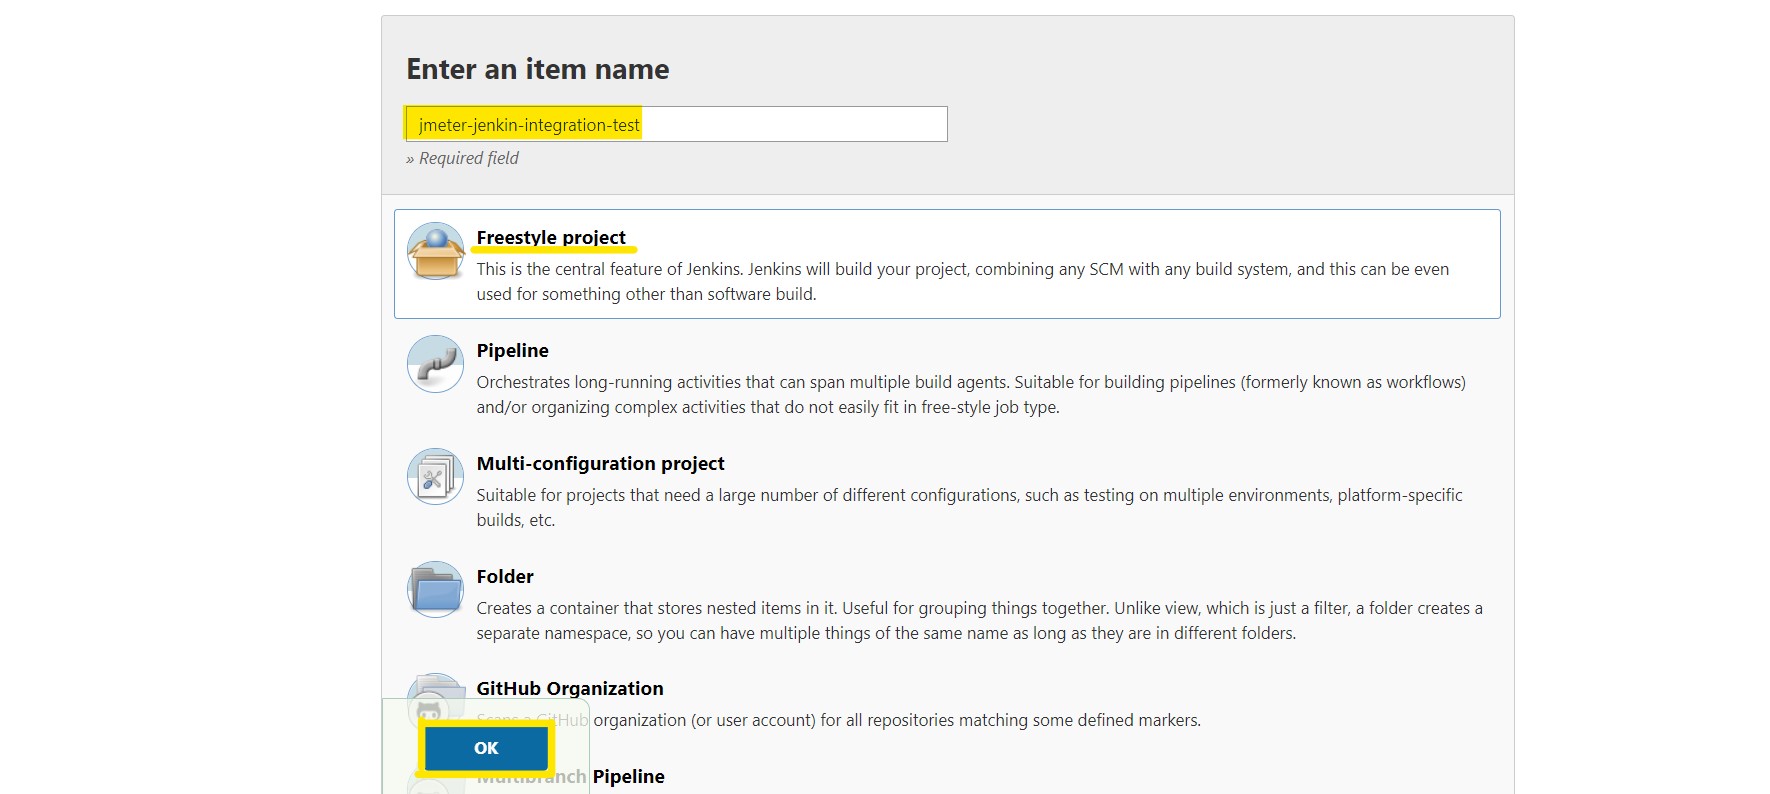 Enter an item name
jmeter-jenkin-integration-test
» Required field
Freestyle project
This is the central feature of Jenkins. Jenkins will build your project, combining any SCM with any build system, and this can be even
used for something other than software build.
Pipeline
Orchestrates long-running activities that can span multiple build agents. Suitable for building pipelines (formerly known as workflows)
and/or organizing complex activities that do not easily fit in free-style job type.
Multi-configuration project
Suitable for projects that need a large number of different configurations, such as testing on multiple environments, platform-specific
builds, etc.
Folder
Creates a container that stores nested items in it. Useful for grouping things together. Unlike view, which is just a filter, a folder creates a
separate namespace, so you can have multiple things of the same name as long as they are in different folders.
GitHub Organization
Scans a GitHub organization (or user account) for all repositories matching some defined markers.
OK
Multibranch Pipeline